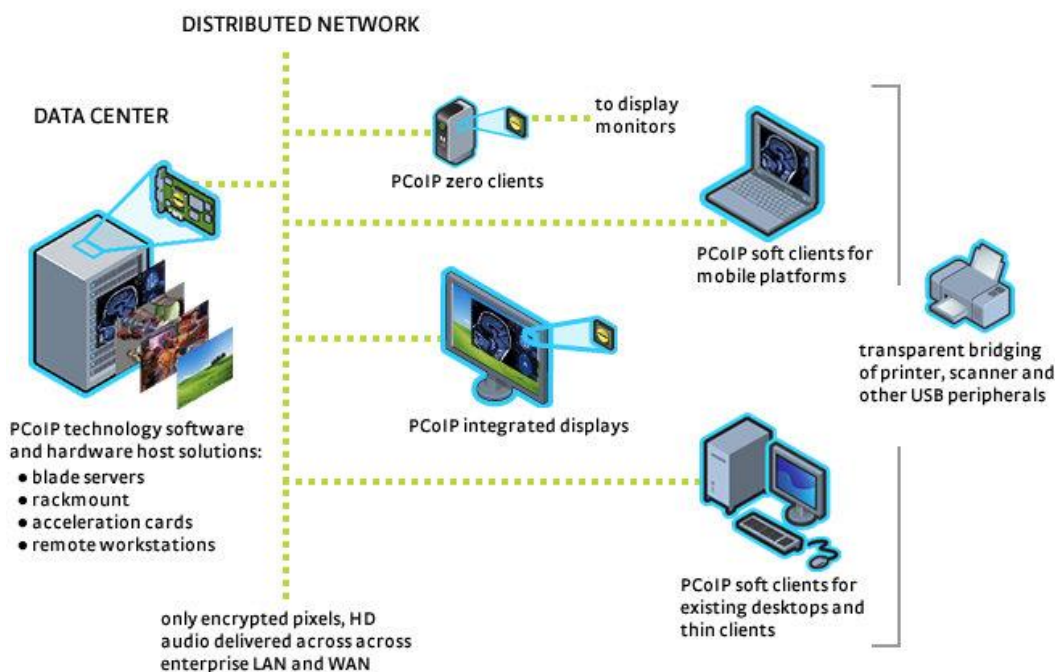 DISTRIBUTED NETWORK
DATA CENTER
to display
monitors
PCoIP zero clients
PCoIP soft clients for
mobile platforms
transparent bridging
of printer, scanner and
other USB peripherals
PCoIP integrated displays
PCoIP technology software
and hardware host solutions:
● blade servers
● rackmount
● acceleration cards
● remote workstations
PCoIP soft clients for
existing desktops and
thin clients
only encrypted pixels, HD
audio delivered across across
enterprise LAN and WAN